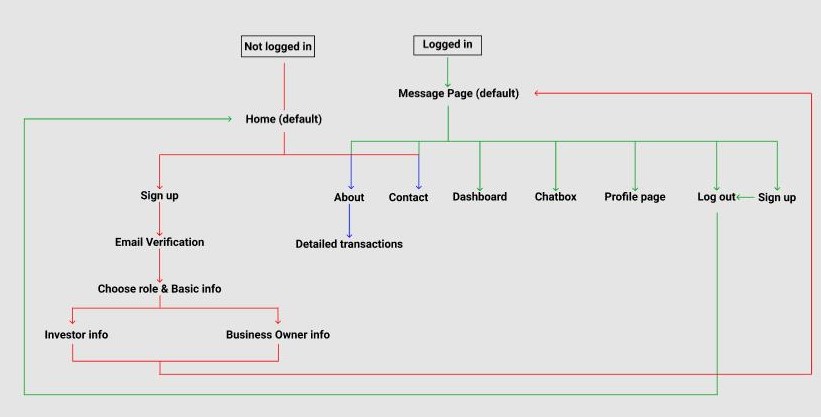 Not logged in
Logged in
Message Page (default)
Home (default)
Sign up
About
Contact
Dashboard
Chatbox
Profile page
Log out
Sign up
Email Verification
Detailed transactions
Choose role & Basic info
Investor info
Business Owner info